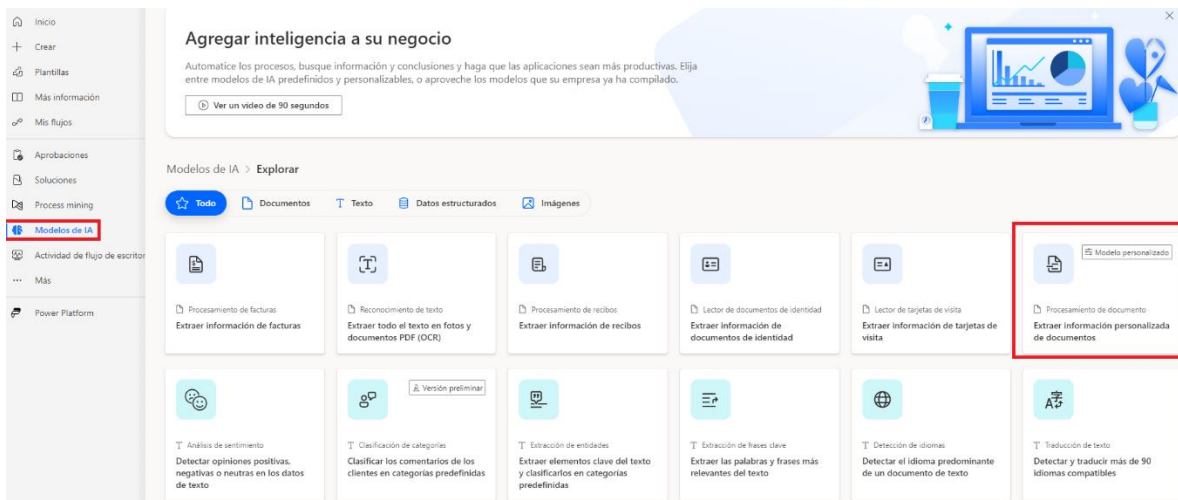 Inicio
Crear
Plantillas
Más información
Mis flujos
Aprobaciones
Soluciones
Process mining
Modelos de IA
Actividad de flujo de escritor
Más
Power Platform
Agregar inteligencia a su negocio
Automatice los procesos, busque información y conclusiones y haga que las aplicaciones sean más productivas. Elija
entre modelos de IA predefinidos y personalizables, o aproveche los modelos que su empresa ya ha compilado.
Ver un vídeo de 90 segundos
Modelos de IA > Explorar
Todo
Documentos
Texto
Datos estructurados
Imágenes
Procesamiento de facturas
Extraer información de facturas
Reconocimiento de texto
Extraer todo el texto en fotos y
documentos PDF (OCR)
Procesamiento de recibos
Extraer información de recibos
Lector de documentos de identidad
Extraer información de
documentos de identidad
Lector de tarjetas de visita
Extraer información de tarjetas de
visita
Modelo personalizado
Procesamiento de documento
Extraer información personalizada
de documentos
Análisis de sentimiento
Detectar opiniones positivas,
negativas o neutras en los datos
de texto
Versión preliminar
Clasificación de categorías
Clasificar los comentarios de los
clientes en categorías predefinidas
Extracción de entidades
Extraer elementos clave del texto
y clasificarlos en categorías
predefinidas
Extracción de frases clave
Extraer las palabras y frases más
relevantes del texto
Detección de idiomas
Detectar el idioma predominante
de un documento de texto
Traducción de texto
Detectar y traducir más de 90
idiomas compatibles